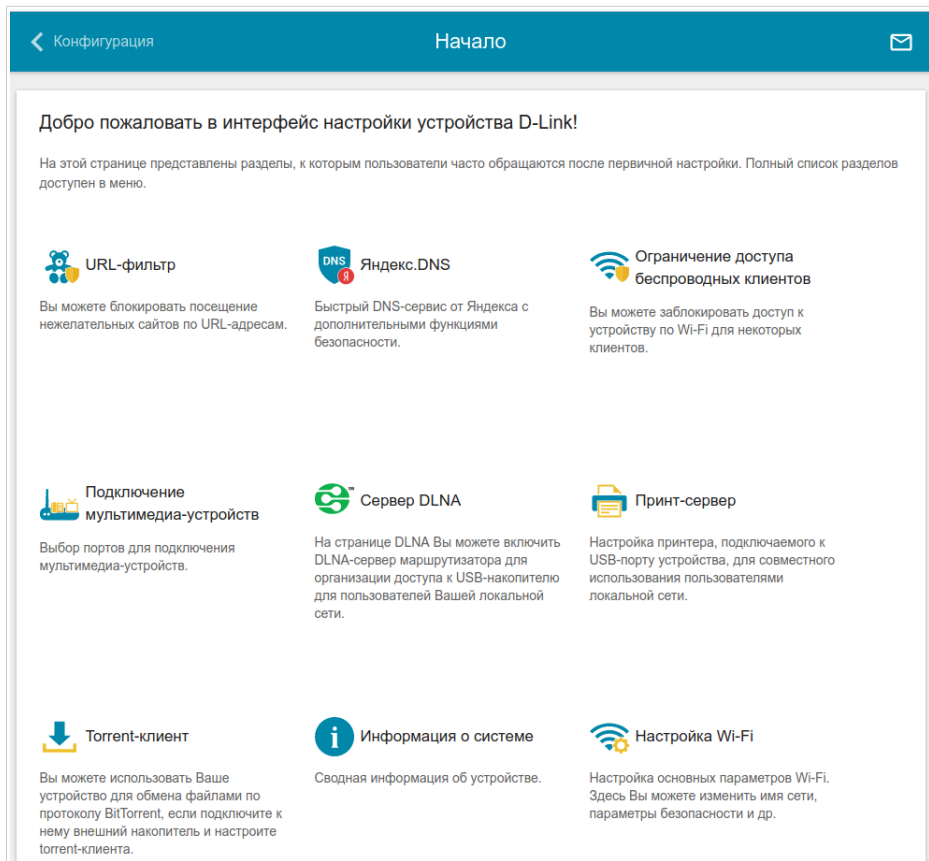 Конфигурация
Начало
Добро пожаловать в интерфейс настройки устройства D-Link!
На этой странице представлены разделы, к которым пользователи часто обращаются после первичной настройки. Полный список разделов
доступен в меню.
URL-фильтр
Вы можете блокировать посещение
нежелательных сайтов по URL-адресам.
DNS
Я
Яндекс.DNS
Быстрый DNS-сервис от Яндекса с
дополнительными функциями
безопасности.
Ограничение доступа
беспроводных клиентов
Вы можете заблокировать доступ к
устройству по Wi-Fi для некоторых
клиентов.
Подключение
мультимедиа-устройств
Выбор портов для подключения
мультимедиа-устройств.
Сервер DLNA
На странице DLNA Вы можете включить
DLNA-сервер маршрутизатора для
организации доступа к USB-накопителю
для пользователей Вашей локальной
сети.
Принт-сервер
Настройка принтера, подключаемого к
USB-порту устройства, для совместного
использования пользователями
локальной сети.
Torrent-клиент
Вы можете использовать Ваше
устройство для обмена файлами по
протоколу BitTorrent, если подключите к
нему внешний накопитель и настроите
torrent-клиента.
Информация о системе
Сводная информация об устройстве.
Настройка Wi-Fi
Настройка основных параметров Wi-Fi.
Здесь Вы можете изменить имя сети,
параметры безопасности и др.